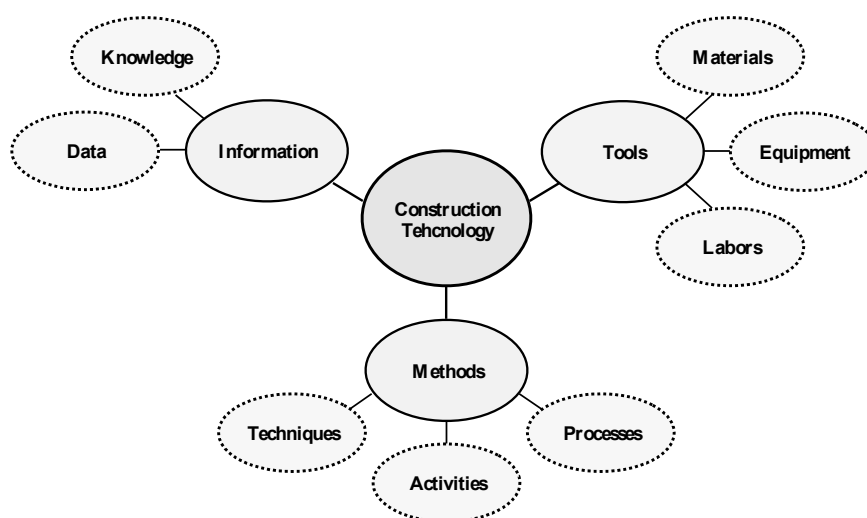 Knowledge
Materials
Data
Information
Tools
Equipment
Construction
Tehcnology
Labors
Methods
Techniques
Processes
Activities